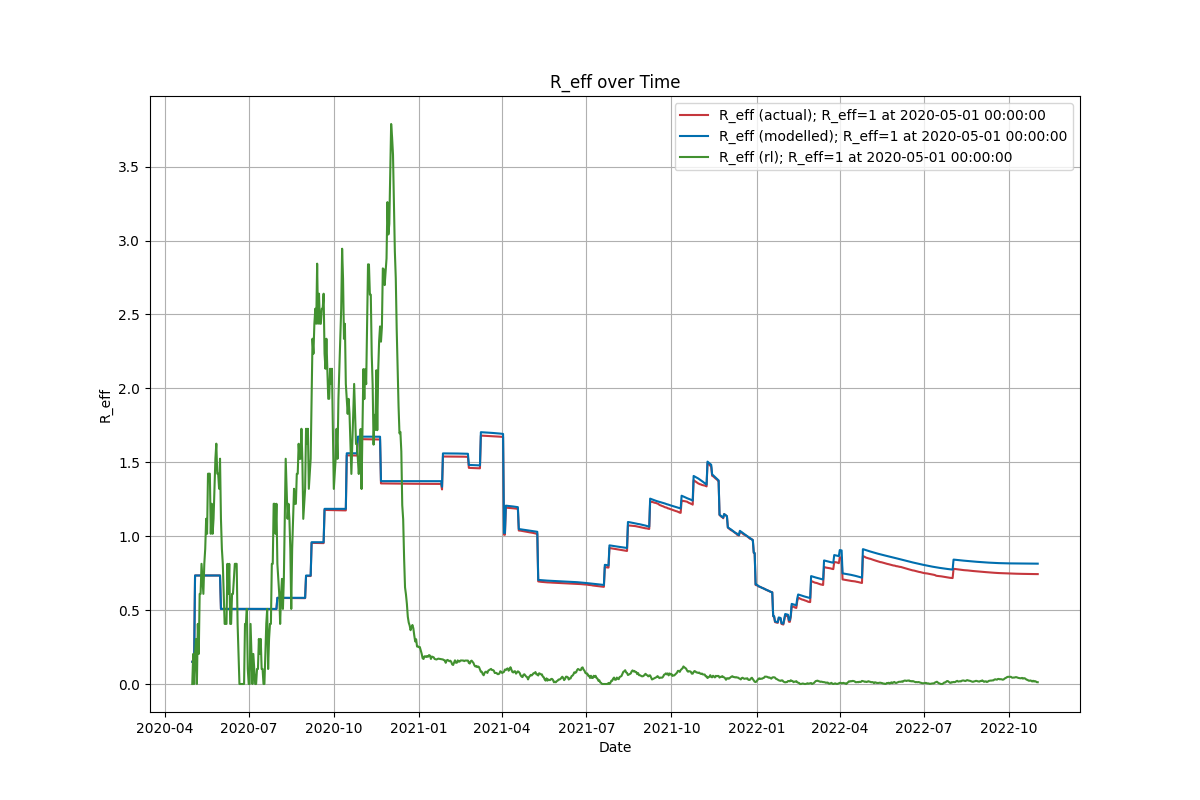 R_eff over Time
R_eff (actual); R_eff=1 at 2020-05-01 00:00:00
R_eff (modelled); R_eff=1 at 2020-05-01 00:00:00
R_eff (rl); R_eff=1 at 2020-05-01 00:00:00
3.5
3.0
2.5
2.0
1.5
1.0
0.5
0.0
R_eff
2020-04 2020-07 2020-10 2021-01 2021-04 2021-07 2021-10 2022-01 2022-04 2022-07 2022-10
Date